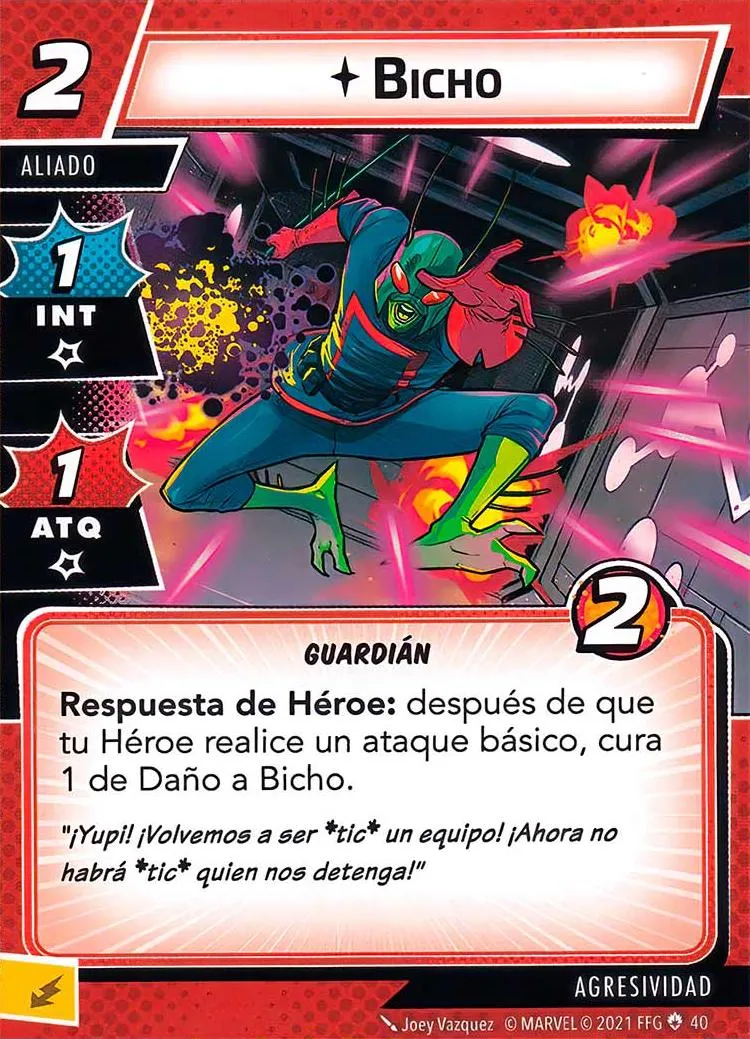 2
BICHO
ALIADO
1
INT
1
ATQ
2
GUARDIÁN
Respuesta de Héroe: después de que
tu Héroe realice un ataque básico, cura
1 de Daño a Bicho.
"¡Yupi! ¡Volvemos a ser *tic* un equipo! ¡Ahora no
habrá *tic* quien nos detenga!"
AGRESIVIDAD
Joey Vazquez © MARVEL © 2021 FFG 40